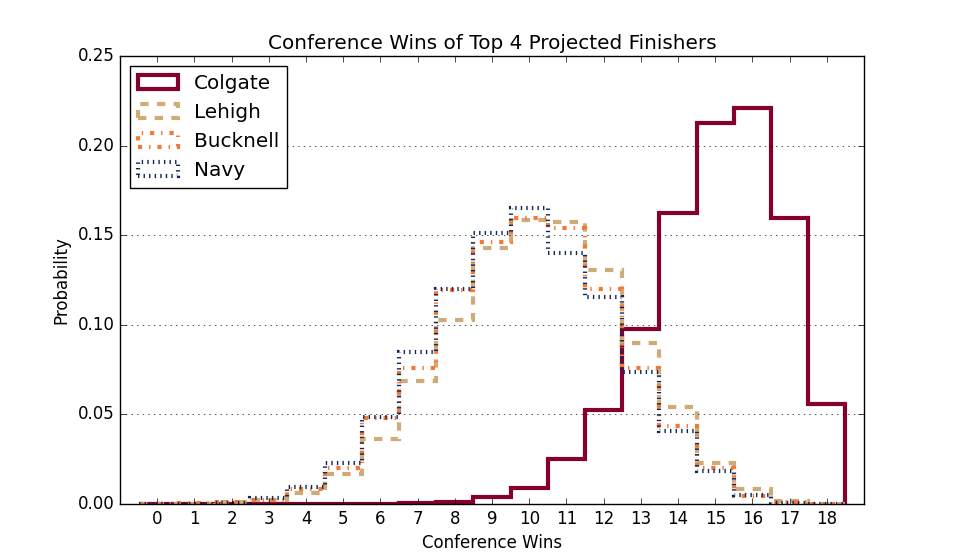 Conference Wins of Top 4 Projected Finishers
0.25
0.20
0.15
0.10
0.05
0.00
Probability
Colgate
Lehigh
Bucknell
Navy
0 1 2 3 4 5 6 7 8 9 10 11 12 13 14 15 16 17 18
Conference Wins